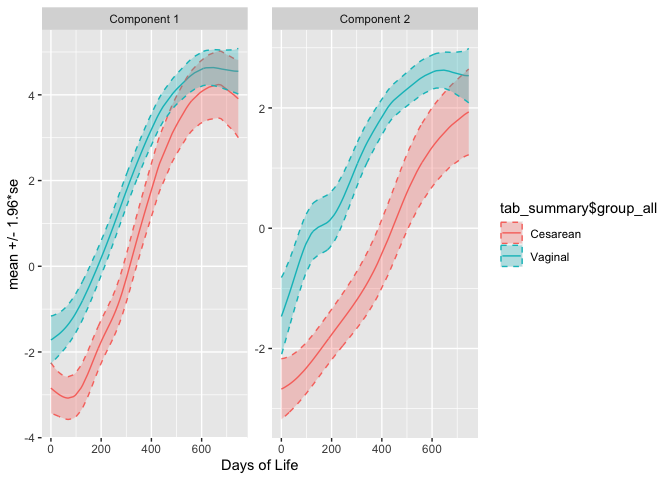 Component 1
Component 2
mean +/- 1.96*se
4
2
0
-2
-4
2
0
-2
0
200
400
600
0
200
400
600
Days of Life
tab_summary$group_all
Cesarean
Vaginal